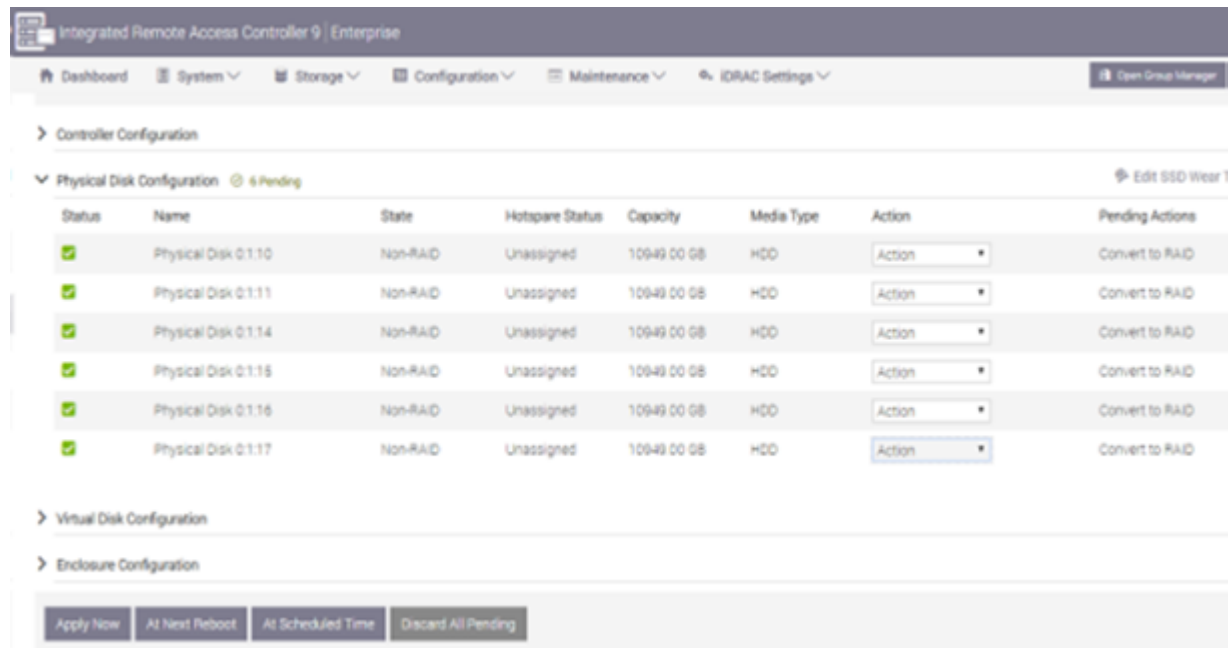 Integrated Remote Access Controller 9 | Enterprise
Dashboard System Storage Configuration Maintenance iDRAC Settings Open Group Manager
Controller Configuration
Physical Disk Configuration 6 Pending Edit SSD Wear T
Status Name State Hotspare Status Capacity Media Type Action Pending Actions
Physical Disk 0:1:10 Non-RAID Unassigned 10949.00 GB HDD Action Convert to RAID
Physical Disk 0:1:11 Non-RAID Unassigned 10949.00 GB HDD Action Convert to RAID
Physical Disk 0:1:14 Non-RAID Unassigned 10949.00 GB HDD Action Convert to RAID
Physical Disk 0:1:15 Non-RAID Unassigned 10949.00 GB HDD Action Convert to RAID
Physical Disk 0:1:16 Non-RAID Unassigned 10949.00 GB HDD Action Convert to RAID
Physical Disk 0:1:17 Non-RAID Unassigned 10949.00 GB HDD Action Convert to RAID
Virtual Disk Configuration
Enclosure Configuration
Apply Now At Next Reboot At Scheduled Time Discard All Pending